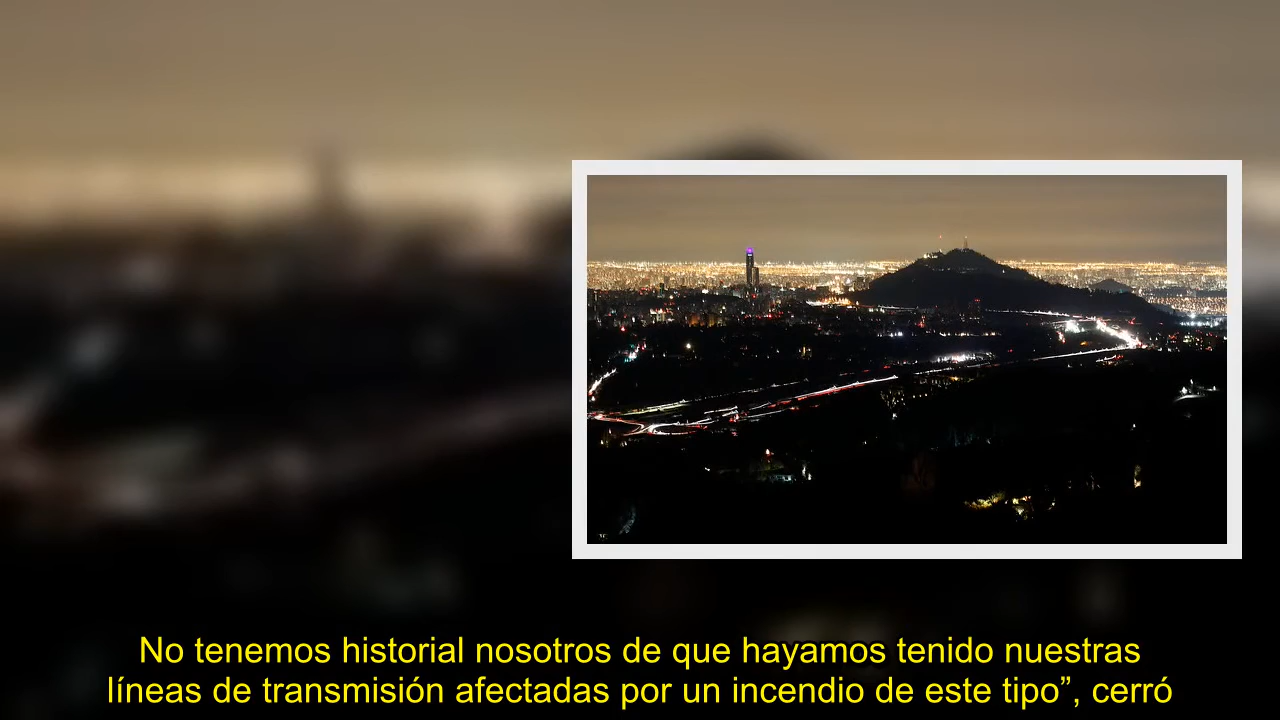 No tenemos historial nosotros de que hayamos tenido nuestras
líneas de transmisión afectadas por un incendio de este tipo”, cerró